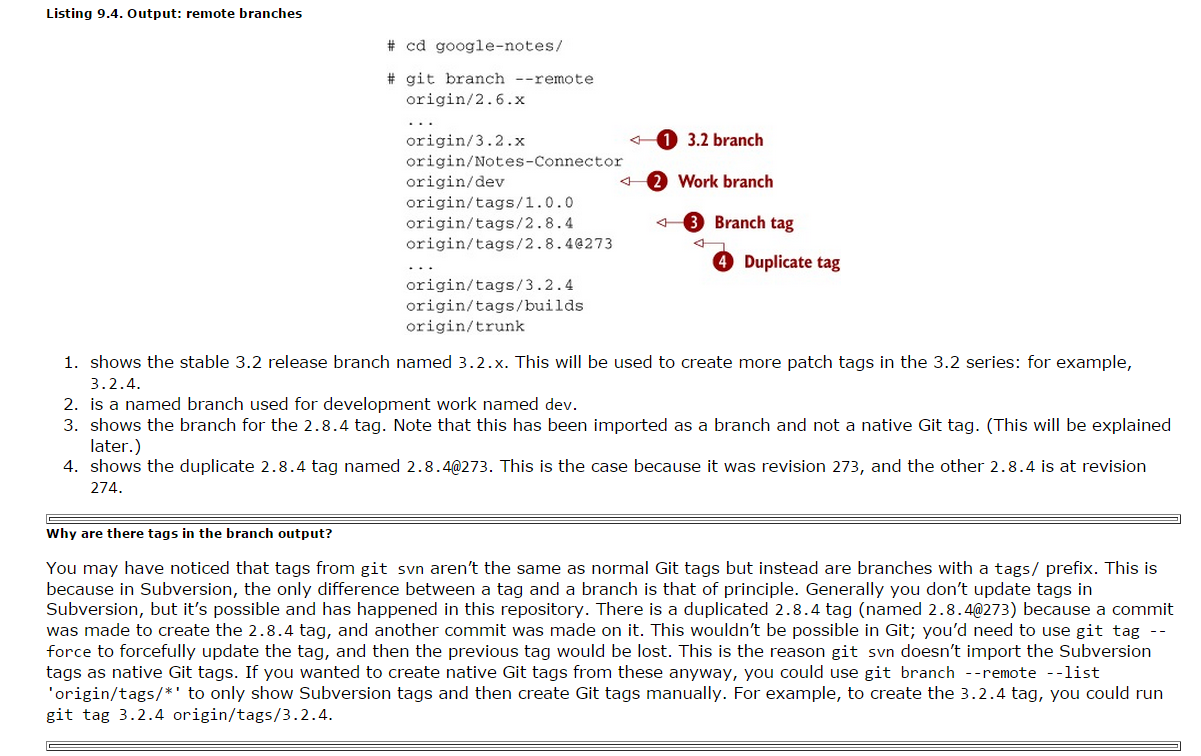 Listing 9.4. Output: remote branches
# cd google-notes/
# git branch --remote
origin/2.6.x
...
origin/3.2.x 1 3.2 branch
origin/Notes-Connector
origin/dev 2 Work branch
origin/tags/1.0.0
origin/tags/2.8.4 3 Branch tag
origin/tags/2.8.4@273
4 Duplicate tag
...
origin/tags/3.2.4
origin/tags/builds
origin/trunk
1. shows the stable 3.2 release branch named 3.2.x. This will be used to create more patch tags in the 3.2 series: for example,
3.2.4.
2. is a named branch used for development work named dev.
3. shows the branch for the 2.8.4 tag. Note that this has been imported as a branch and not a native Git tag. (This will be explained
later.)
4. shows the duplicate 2.8.4 tag named 2.8.4@273. This is the case because it was revision 273, and the other 2.8.4 is at revision
274.
Why are there tags in the branch output?
You may have noticed that tags from git svn aren’t the same as normal Git tags but instead are branches with a tags/ prefix. This is
because in Subversion, the only difference between a tag and a branch is that of principle. Generally you don’t update tags in
Subversion, but it’s possible and has happened in this repository. There is a duplicated 2.8.4 tag (named 2.8.4@273) because a commit
was made to create the 2.8.4 tag, and another commit was made on it. This wouldn’t be possible in Git; you’d need to use git tag --
force to forcefully update the tag, and then the previous tag would be lost. This is the reason git svn doesn’t import the Subversion
tags as native Git tags. If you wanted to create native Git tags from these anyway, you could use git branch --remote --list
'origin/tags/*' to only show Subversion tags and then create Git tags manually. For example, to create the 3.2.4 tag, you could run
git tag 3.2.4 origin/tags/3.2.4.